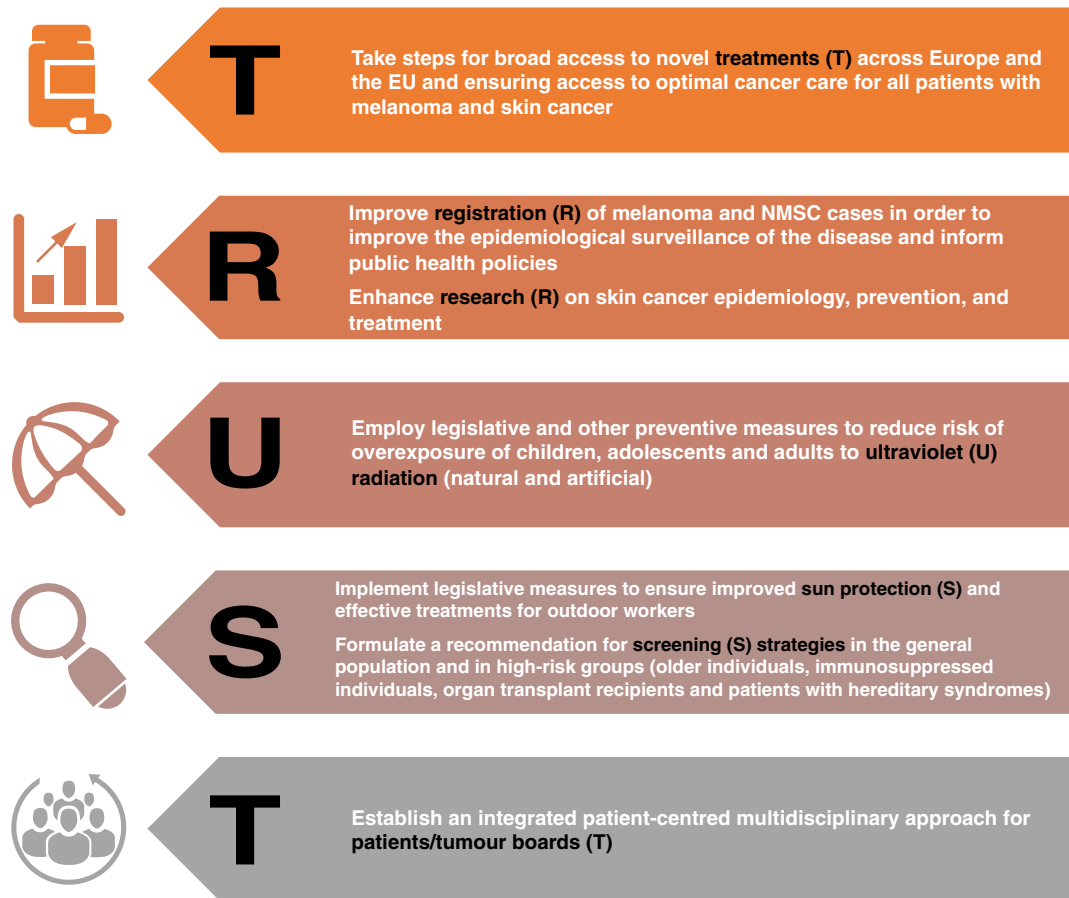 T
Take steps for broad access to novel treatments (T) across Europe and
the EU and ensuring access to optimal cancer care for all patients with
melanoma and skin cancer
R
Improve registration (R) of melanoma and NMSC cases in order to
improve the epidemiological surveillance of the disease and inform
public health policies
Enhance research (R) on skin cancer epidemiology, prevention, and
treatment
U
Employ legislative and other preventive measures to reduce risk of
overexposure of children, adolescents and adults to ultraviolet (U)
radiation (natural and artificial)
S
Implement legislative measures to ensure improved sun protection (S) and
effective treatments for outdoor workers
Formulate a recommendation for screening (S) strategies in the general
population and in high-risk groups (older individuals, immunosuppressed
individuals, organ transplant recipients and patients with hereditary syndromes)
T
Establish an integrated patient-centred multidisciplinary approach for
patients/tumour boards (T)